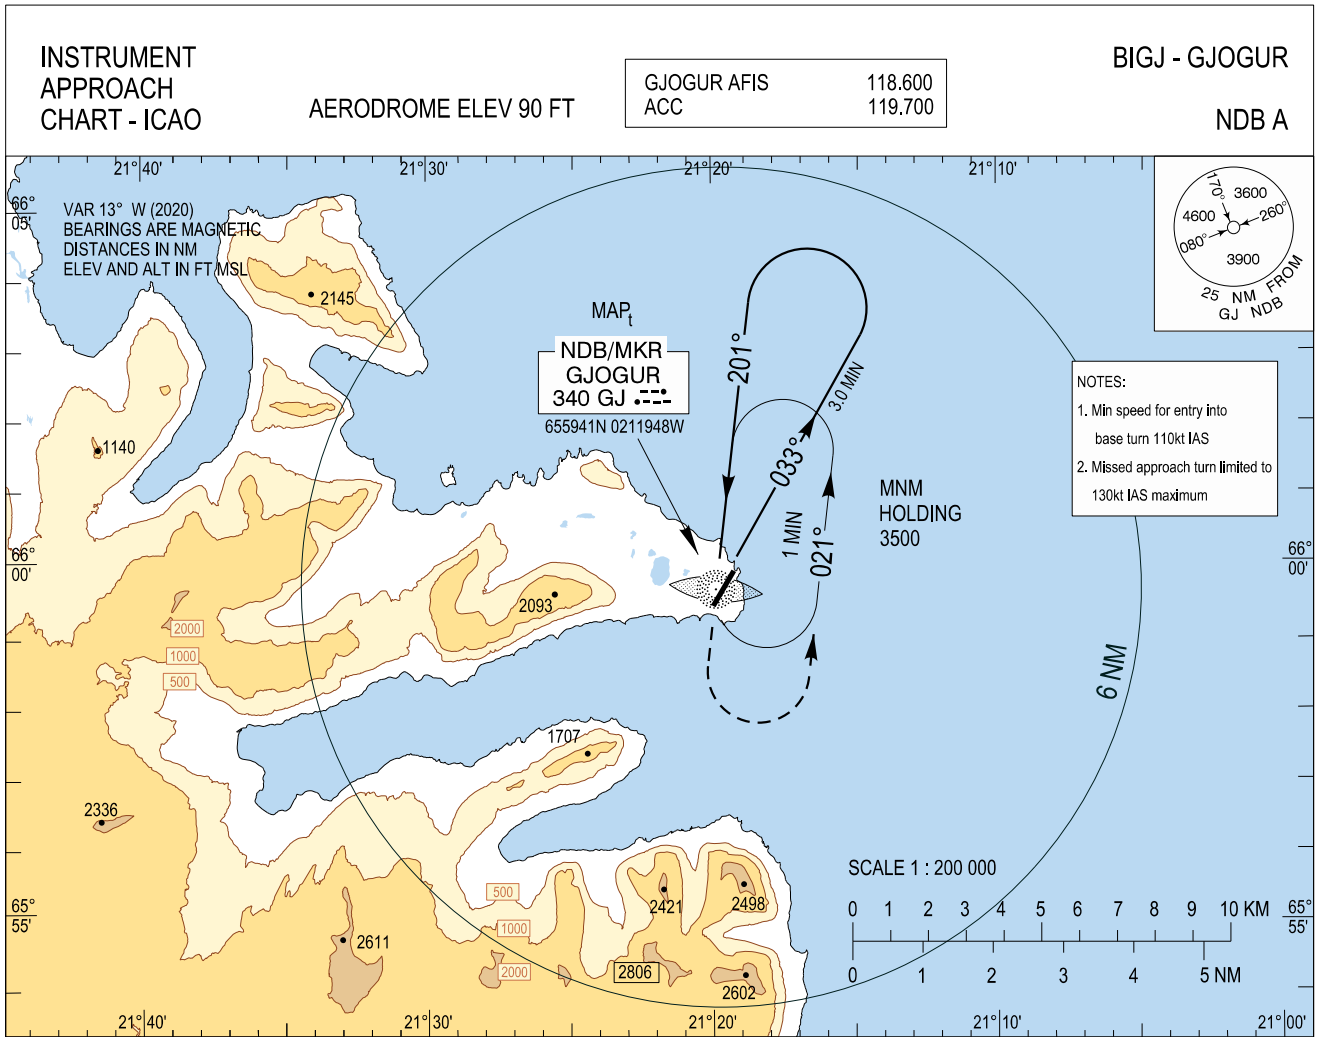 INSTRUMENT
APPROACH
CHART - ICAO
AERODROME ELEV 90 FT
GJOGUR AFIS 118.600
ACC 119.700
BIGJ - GJOGUR
NDB A
21°40'
21°30'
21°20'
21°10'
66°
05'
VAR 13° W (2020)
BEARINGS ARE MAGNETIC
DISTANCES IN NM
ELEV AND ALT IN FT MSL
170°
3600
4600
260°
080°
3900
25 NM FROM
GJ NDB
2145
MAPt
NDB/MKR
GJOGUR
340 GJ
655941N 0211948W
201°
3.0 MIN
033°
1 MIN
021°
MNM
HOLDING
3500
NOTES:
1. Min speed for entry into
base turn 110kt IAS
2. Missed approach turn limited to
130kt IAS maximum
1140
66°
00'
66°
00'
2093
2000
1000
500
6 NM
1707
2336
SCALE 1 : 200 000
500
2421
2498
0 1 2 3 4 5 6 7 8 9 10 KM
65°
55'
65°
55'
1000
2611
2000
2806
2602
0 1 2 3 4 5 NM
21°40'
21°30'
21°20'
21°10'
21°00'